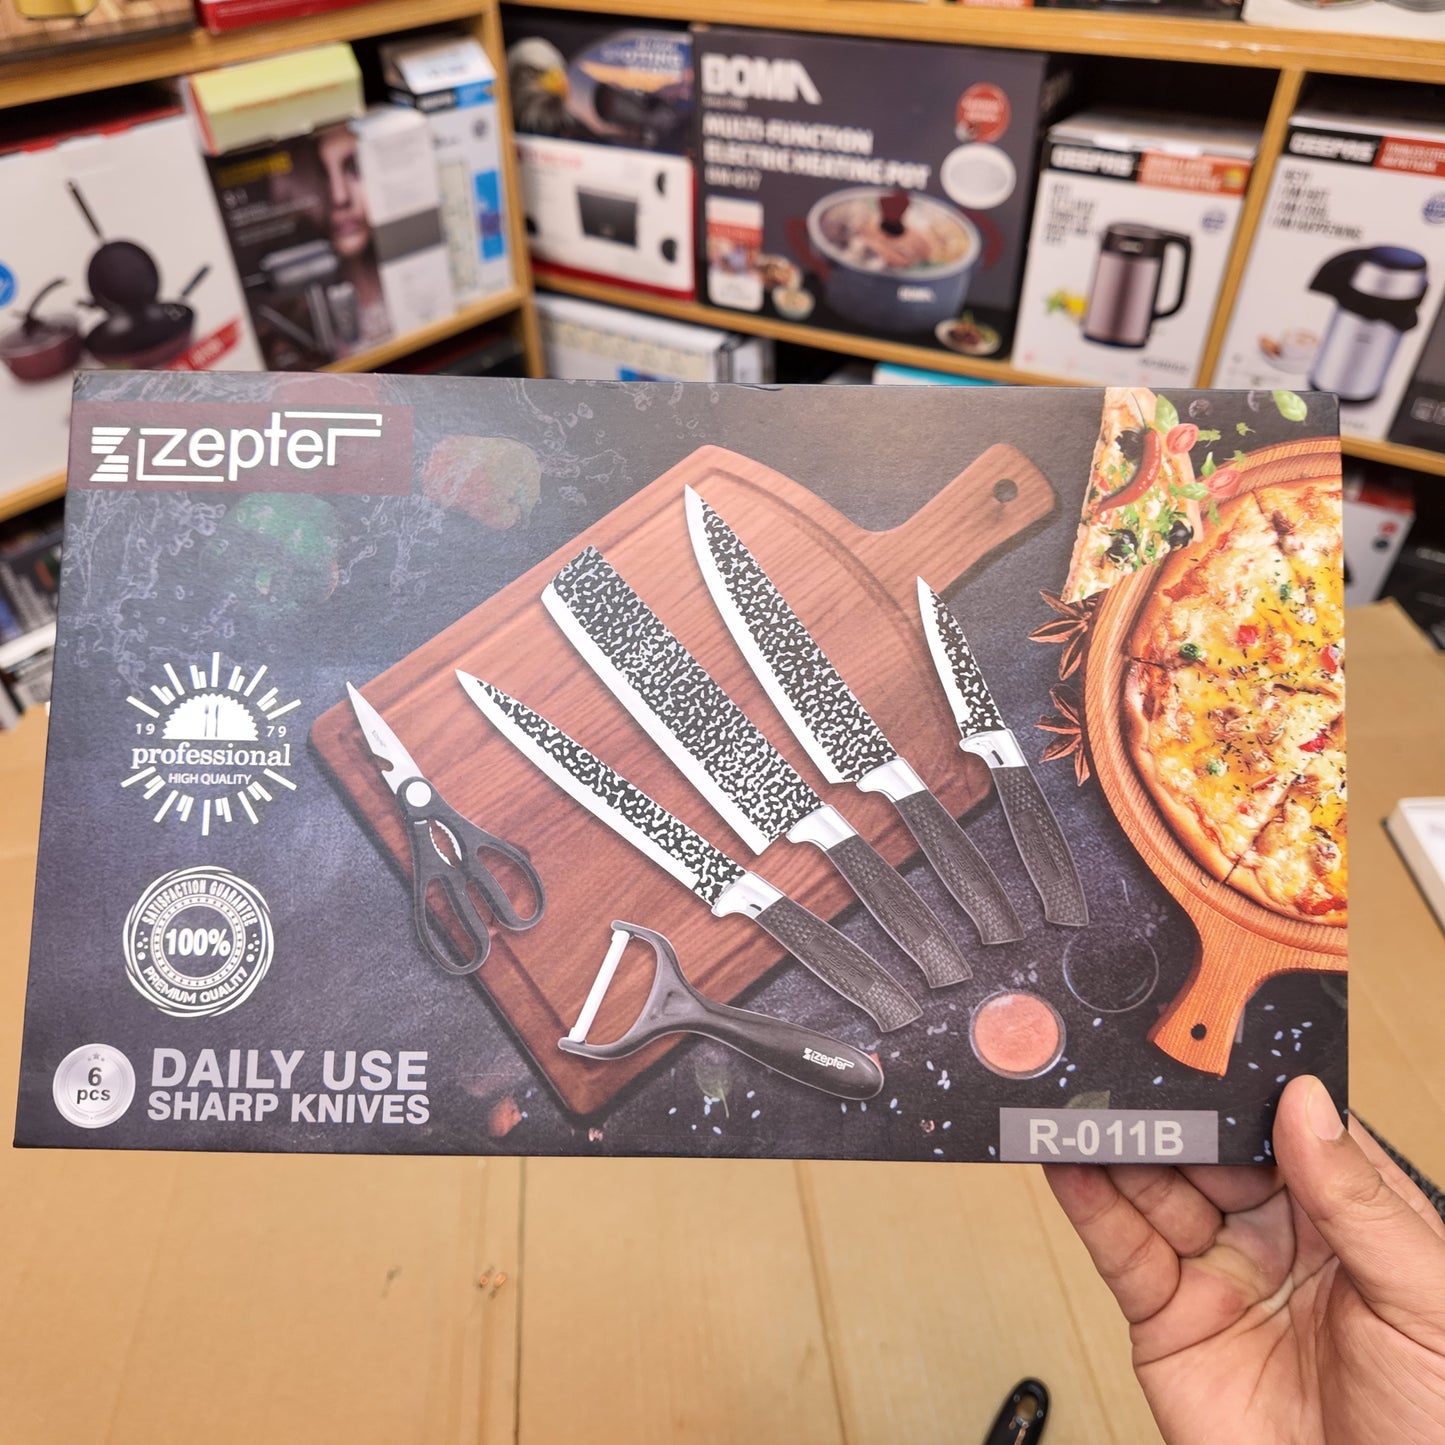 BOMA
MULTI-FUNCTION
ELECTRIC HEATING POT
GEEPAS
GEEPAS
zepter
19 79
professional
HIGH QUALITY
SATISFACTION GUARANTEE
100%
PREMIUM QUALITY
6
pcs
DAILY USE
SHARP KNIVES
zepter
R-011B